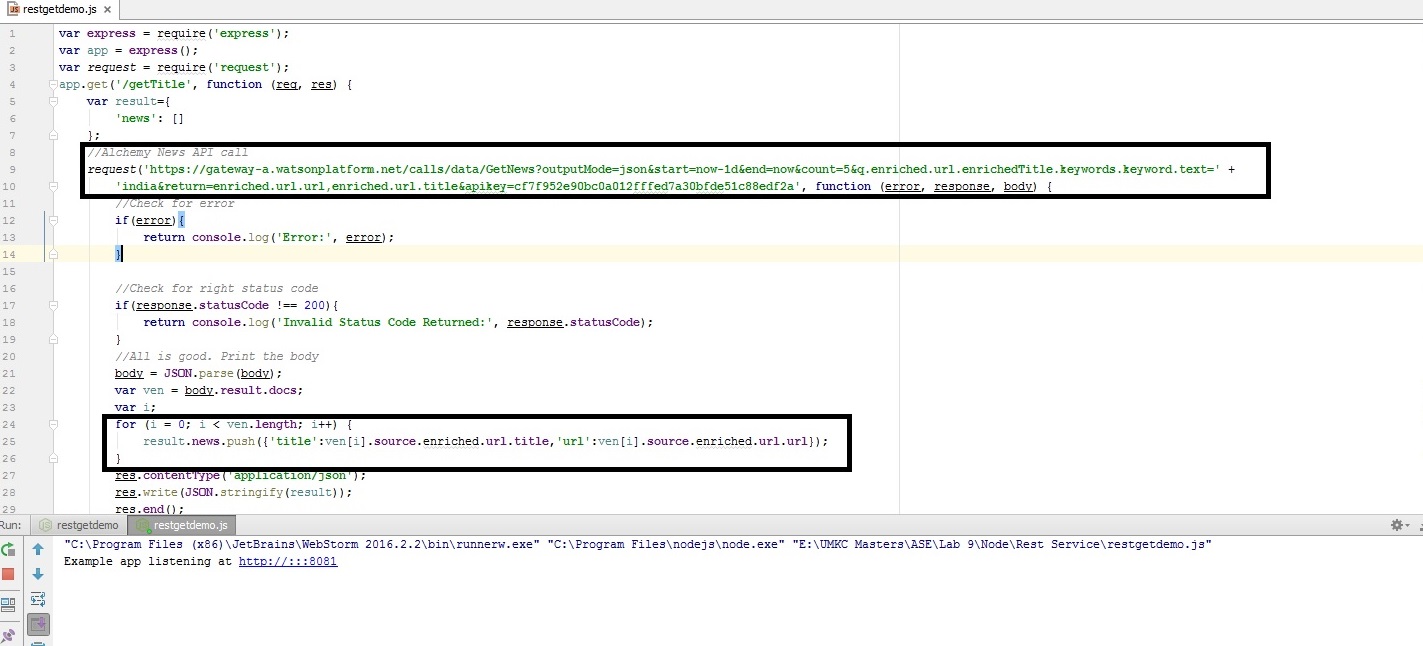 restgetdemo.js
1 var express = require('express');
2 var app = express();
3 var request = require('request');
4 app.get('/getTitle', function (req, res) {
5 var result={
6 'news': []
7 };
8 //Alchemy News API call
9 request('https://gateway-a.watsonplatform.net/calls/data/GetNews?outputMode=json&start=now-1d&end=now&count=5&q.enriched.url.enrichedTitle.keywords.keyword.text=' +
10 'india&return=enriched.url.url,enriched.url.title&apikey=cf7f952e90bc0a012fffed7a30bfde51c88edf2a', function (error, response, body) {
11 //Check for error
12 if(error){
13 return console.log('Error:', error);
14 }
15
16 //Check for right status code
17 if(response.statusCode !== 200){
18 return console.log('Invalid Status Code Returned:', response.statusCode);
19 }
20 //All is good. Print the body
21 body = JSON.parse(body);
22 var ven = body.result.docs;
23 var i;
24 for (i = 0; i < ven.length; i++) {
25 result.news.push({'title':ven[i].source.enriched.url.title,'url':ven[i].source.enriched.url.url});
26 }
27 res.contentType('application/json');
28 res.write(JSON.stringify(result));
29 res.end();
Run: restgetdemo restgetdemo.js
"C:\Program Files (x86)\JetBrains\WebStorm 2016.2.2\bin\runnerw.exe" "C:\Program Files\nodejs\node.exe" "E:\UMKC Masters\ASE\Lab 9\Node\Rest Service\restgetdemo.js"
Example app listening at http://:::8081